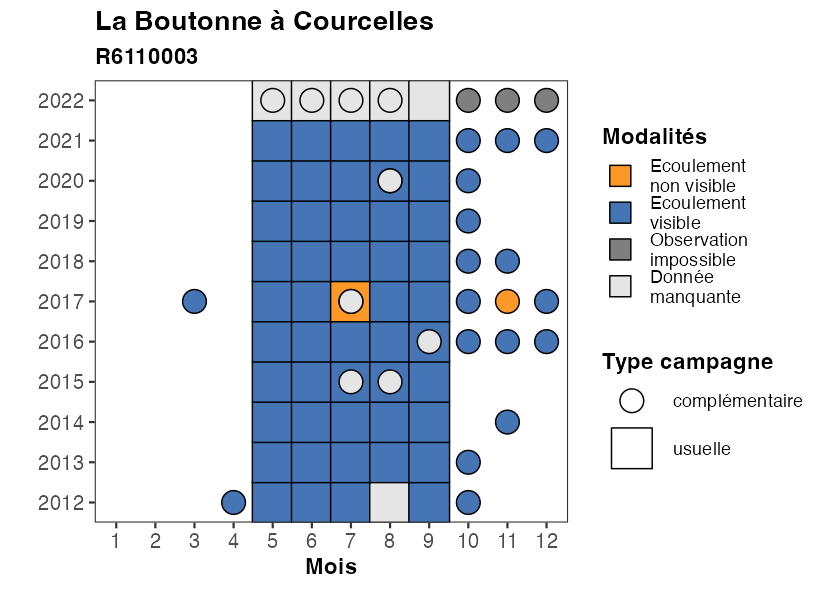 La Boutonne à Courcelles
R6110003
2022
2021
2020
2019
2018
2017
2016
2015
2014
2013
2012
1 2 3 4 5 6 7 8 9 10 11 12
Mois
Modalités
Ecoulement
non visible
Ecoulement
visible
Observation
impossible
Donnée
manquante
Type campagne
complémentaire
usuelle